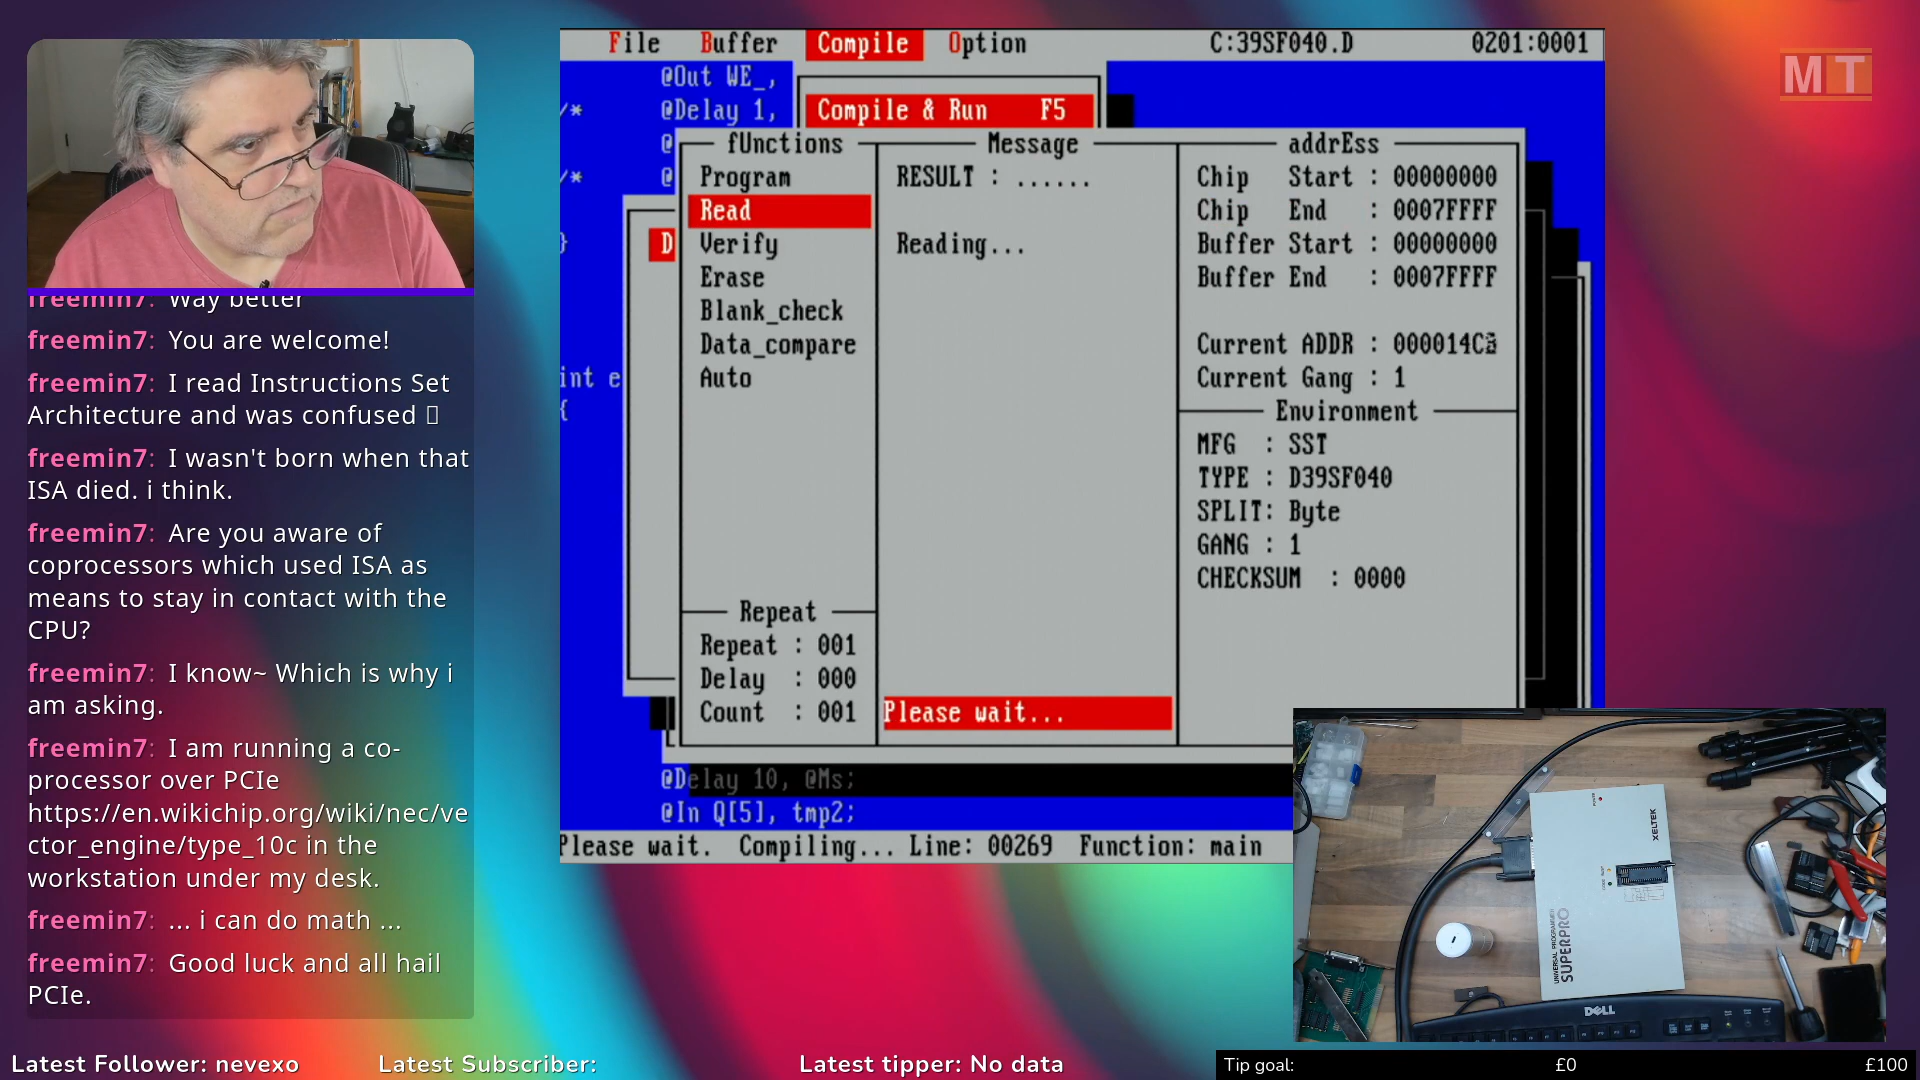 File Buffer Compile Option C:39SF040.D 0201:0001
@Out WE_,
/* @Delay 1,
Compile & Run F5
fUnctions Message addrEss
Program
Read
Verify
Erase
Blank_check
Data_compare
Auto
RESULT : ......
Reading...
Chip Start : 00000000
Chip End : 0007FFFF
Buffer Start : 00000000
Buffer End : 0007FFFF
Current ADDR :
Current Gang : 1
Environment
MFG : SST
TYPE : D39SF040
SPLIT: Byte
GANG : 1
CHECKSUM : 0000
Repeat
Repeat : 001
Delay : 000
Count : 001
Please wait...
/* @
}
D
int e
{
@Delay 10, @Ms;
@In Q[5], tmp2;
Please wait. Compiling... Line: 00269 Function: main
MT
freemin7: Way better
freemin7: You are welcome!
freemin7: I read Instructions Set
Architecture and was confused
freemin7: I wasn't born when that
ISA died. i think.
freemin7: Are you aware of
coprocessors which used ISA as
means to stay in contact with the
CPU?
freemin7: I know~ Which is why i
am asking.
freemin7: I am running a co-
processor over PCIe
https://en.wikichip.org/wiki/nec/ve
ctor_engine/type_10c in the
workstation under my desk.
freemin7: ... i can do math ...
freemin7: Good luck and all hail
PCIe.
XELTEK
UNIVERSAL PROGRAMMER
SUPERPRO
DELL
Latest Follower: nevexo
Latest Subscriber:
Latest tipper: No data
Tip goal: £0 £100